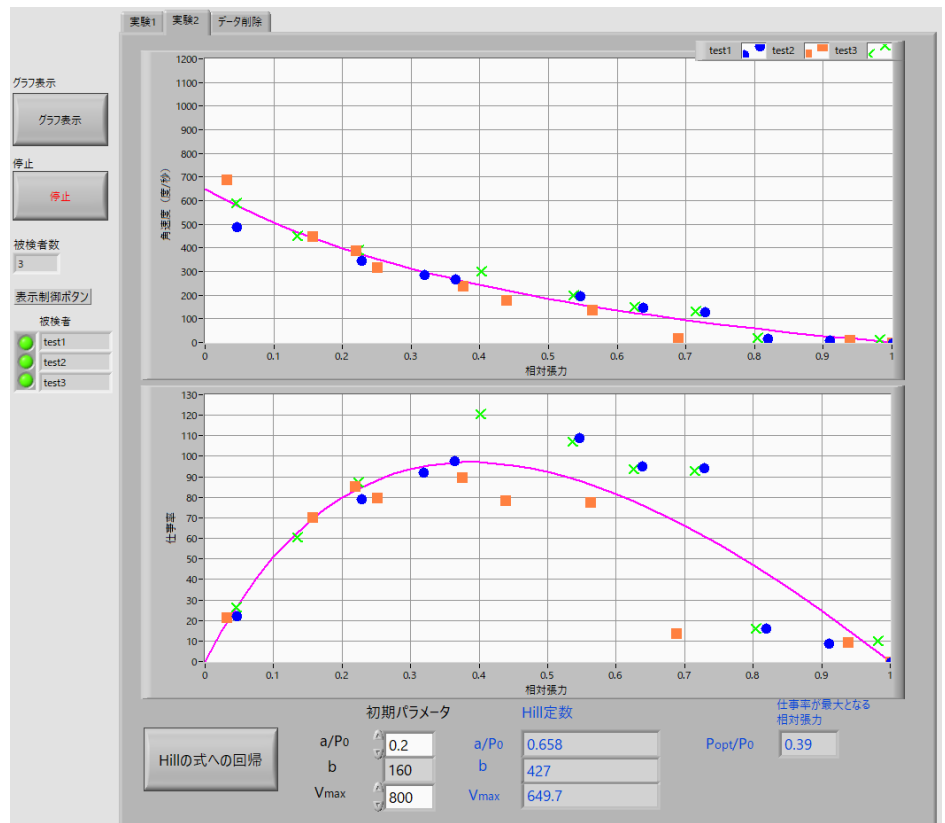 実験1 実験2 データ削除
グラフ表示
グラフ表示
停止
停止
被検者数
3
表示制御ボタン
被検者
test1
test2
test3
test1 test2 test3
角速度（度/秒）
1200
1100
1000
900
800
700
600
500
400
300
200
100
0
0 0.1 0.2 0.3 0.4 0.5 0.6 0.7 0.8 0.9 1
相対張力
仕事率
130
120
110
100
90
80
70
60
50
40
30
20
10
0
0 0.1 0.2 0.3 0.4 0.5 0.6 0.7 0.8 0.9 1
相対張力
Hillの式への回帰
初期パラメータ
a/P0 0.2
b 160
Vmax 800
Hill定数
a/P0 0.658
b 427
Vmax 649.7
仕事率が最大となる
相対張力
Popt/P0 0.39